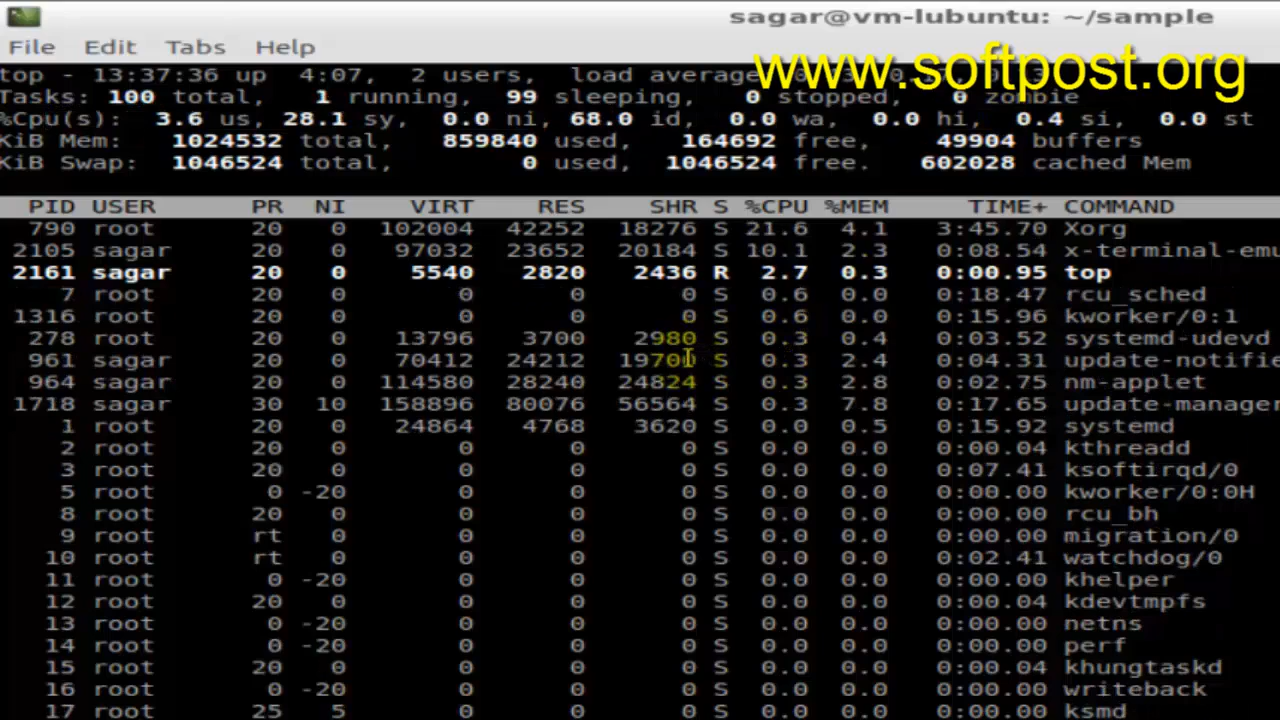 sagar@vm-lubuntu: ~/sample
File Edit Tabs Help
www.softpost.org
top - 13:37:36 up 4:07, 2 users, load average
Tasks: 100 total, 1 running, 99 sleeping, 0 stopped, 0 zombie
%Cpu(s): 3.6 us, 28.1 sy, 0.0 ni, 68.0 id, 0.0 wa, 0.0 hi, 0.4 si, 0.0 st
KiB Mem: 1024532 total, 859840 used, 164692 free, 49904 buffers
KiB Swap: 1046524 total, 0 used, 1046524 free. 602028 cached Mem
PID USER PR NI VIRT RES SHR S %CPU %MEM TIME+ COMMAND
790 root 20 0 102004 42252 18276 S 21.6 4.1 3:45.70 Xorg
2105 sagar 20 0 97032 23652 20184 S 10.1 2.3 0:08.54 x-terminal-emu
2161 sagar 20 0 5540 2820 2436 R 2.7 0.3 0:00.95 top
7 root 20 0 0 0 0 S 0.6 0.0 0:18.47 rcu_sched
1316 root 20 0 0 0 0 S 0.6 0.0 0:15.96 kworker/0:1
278 root 20 0 13796 3700 2980 S 0.3 0.4 0:03.52 systemd-udevd
961 sagar 20 0 70412 24212 19700 S 0.3 2.4 0:04.31 update-notifie
964 sagar 20 0 114580 28240 24824 S 0.3 2.8 0:02.75 nm-applet
1718 sagar 30 10 158896 80076 56564 S 0.3 7.8 0:17.65 update-manager
1 root 20 0 24864 4768 3620 S 0.0 0.5 0:15.92 systemd
2 root 20 0 0 0 0 S 0.0 0.0 0:00.04 kthreadd
3 root 20 0 0 0 0 S 0.0 0.0 0:07.41 ksoftirqd/0
5 root 0 -20 0 0 0 S 0.0 0.0 0:00.00 kworker/0:0H
8 root 20 0 0 0 0 S 0.0 0.0 0:00.00 rcu_bh
9 root rt 0 0 0 0 S 0.0 0.0 0:00.00 migration/0
10 root rt 0 0 0 0 S 0.0 0.0 0:02.41 watchdog/0
11 root 0 -20 0 0 0 S 0.0 0.0 0:00.00 khelper
12 root 20 0 0 0 0 S 0.0 0.0 0:00.04 kdevtmpfs
13 root 0 -20 0 0 0 S 0.0 0.0 0:00.00 netns
14 root 0 -20 0 0 0 S 0.0 0.0 0:00.00 perf
15 root 20 0 0 0 0 S 0.0 0.0 0:00.04 khungtaskd
16 root 0 -20 0 0 0 S 0.0 0.0 0:00.00 writeback
17 root 25 5 0 0 0 S 0.0 0.0 0:00.00 ksmd